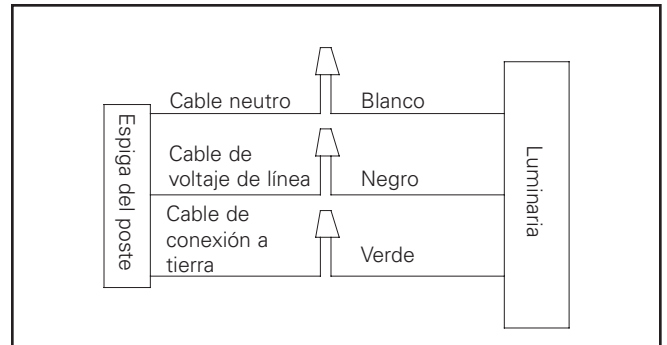 Cable neutro
Blanco
Espiga del poste
Cable de
voltaje de línea
Negro
Luminaria
Cable de
conexión a
tierra
Verde